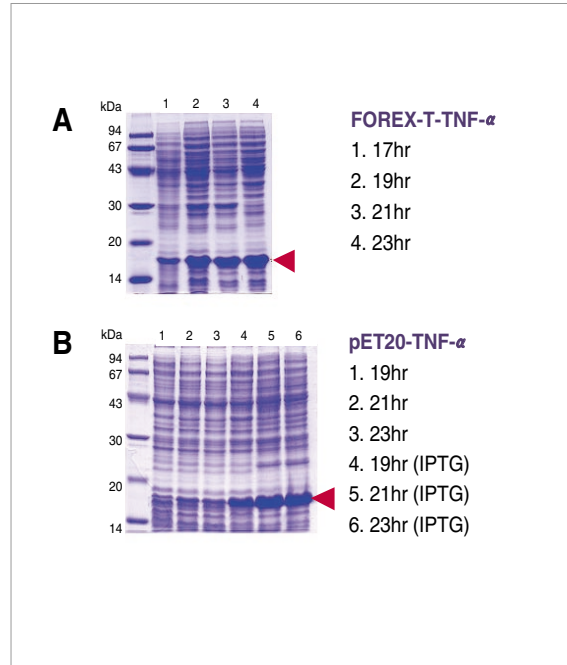 A
kDa
1 2 3 4
94
67
43
30
20
14
FOREX-T-TNF-α
1. 17hr
2. 19hr
3. 21hr
4. 23hr
B
kDa
1 2 3 4 5 6
94
67
43
30
20
14
pET20-TNF-α
1. 19hr
2. 21hr
3. 23hr
4. 19hr (IPTG)
5. 21hr (IPTG)
6. 23hr (IPTG)